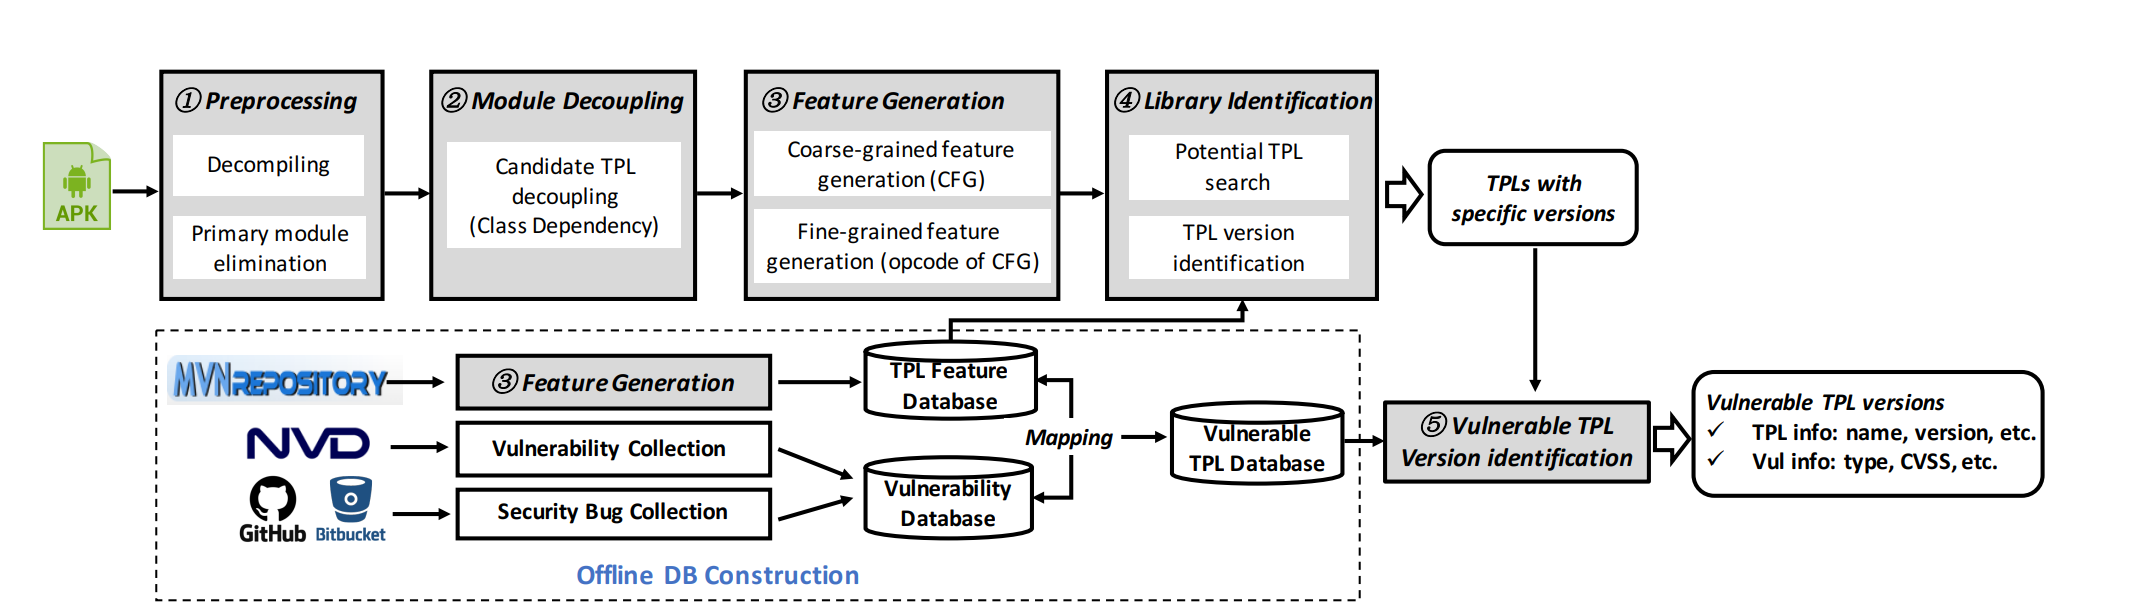 ① Preprocessing
Decompiling
Primary module
elimination
② Module Decoupling
Candidate TPL
decoupling
(Class Dependency)
③ Feature Generation
Coarse-grained feature
generation (CFG)
Fine-grained feature
generation (opcode of CFG)
④ Library Identification
Potential TPL
search
TPL version
identification
APK
TPLs with
specific versions
MVNREPOSITORY
③ Feature Generation
TPL Feature
Database
NVD
Vulnerability Collection
Mapping
Vulnerable
TPL Database
GitHub
Bitbucket
Security Bug Collection
Vulnerability
Database
Offline DB Construction
⑤ Vulnerable TPL
Version identification
Vulnerable TPL versions
✓ TPL info: name, version, etc.
✓ Vul info: type, CVSS, etc.